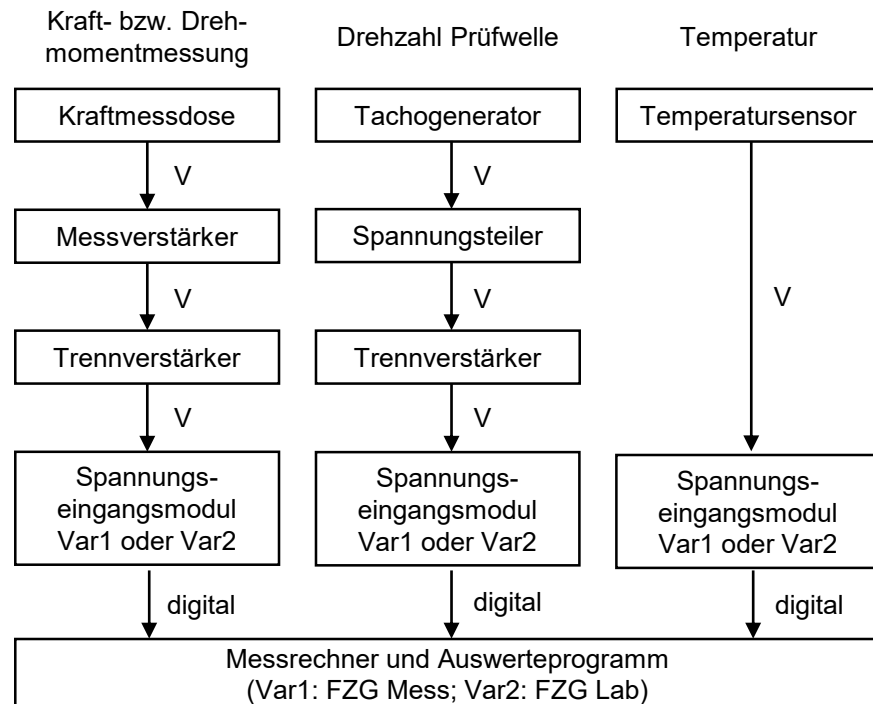 Kraft- bzw. Dreh-
momentmessung
Drehzahl Prüfwelle
Temperatur
Kraftmessdose
Tachogenerator
Temperatursensor
V
V
Messverstärker
Spannungsteiler
V
V
V
Trennverstärker
Trennverstärker
V
V
Spannungs-
eingangsmodul
Var1 oder Var2
Spannungs-
eingangsmodul
Var1 oder Var2
Spannungs-
eingangsmodul
Var1 oder Var2
digital
digital
digital
Messrechner und Auswerteprogramm
(Var1: FZG Mess; Var2: FZG Lab)